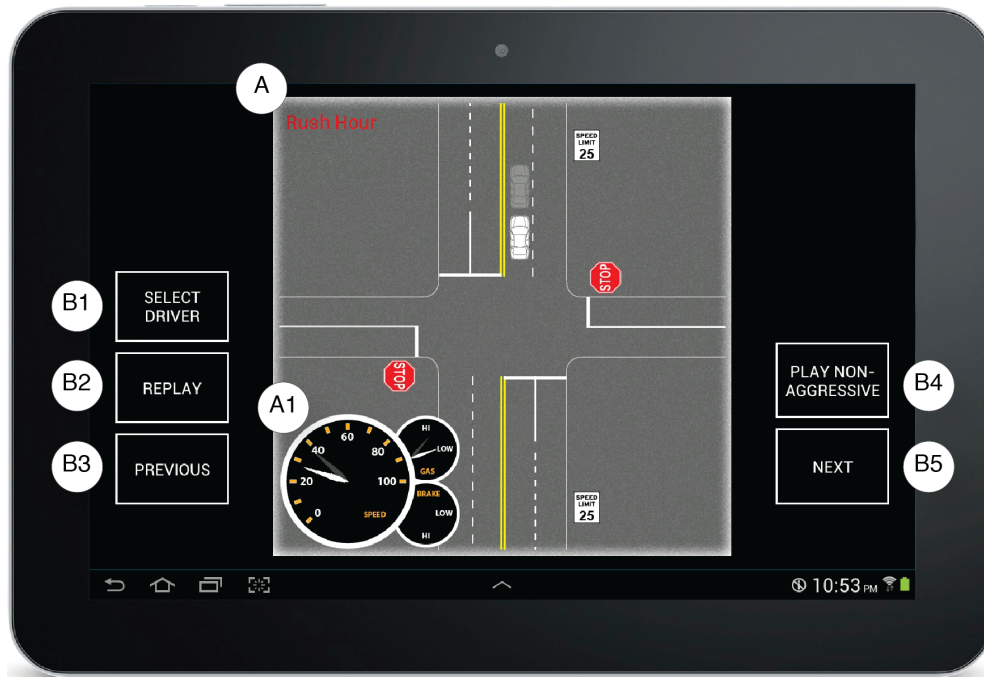 A
Rush Hour
SPEED
LIMIT
25
STOP
B1
SELECT
DRIVER
B2
REPLAY
B3
PREVIOUS
STOP
A1
0
20
40
60
80
100
SPEED
HI
LOW
GAS
BRAKE
LOW
HI
SPEED
LIMIT
25
PLAY NON-
AGGRESSIVE
B4
NEXT
B5
10:53 PM